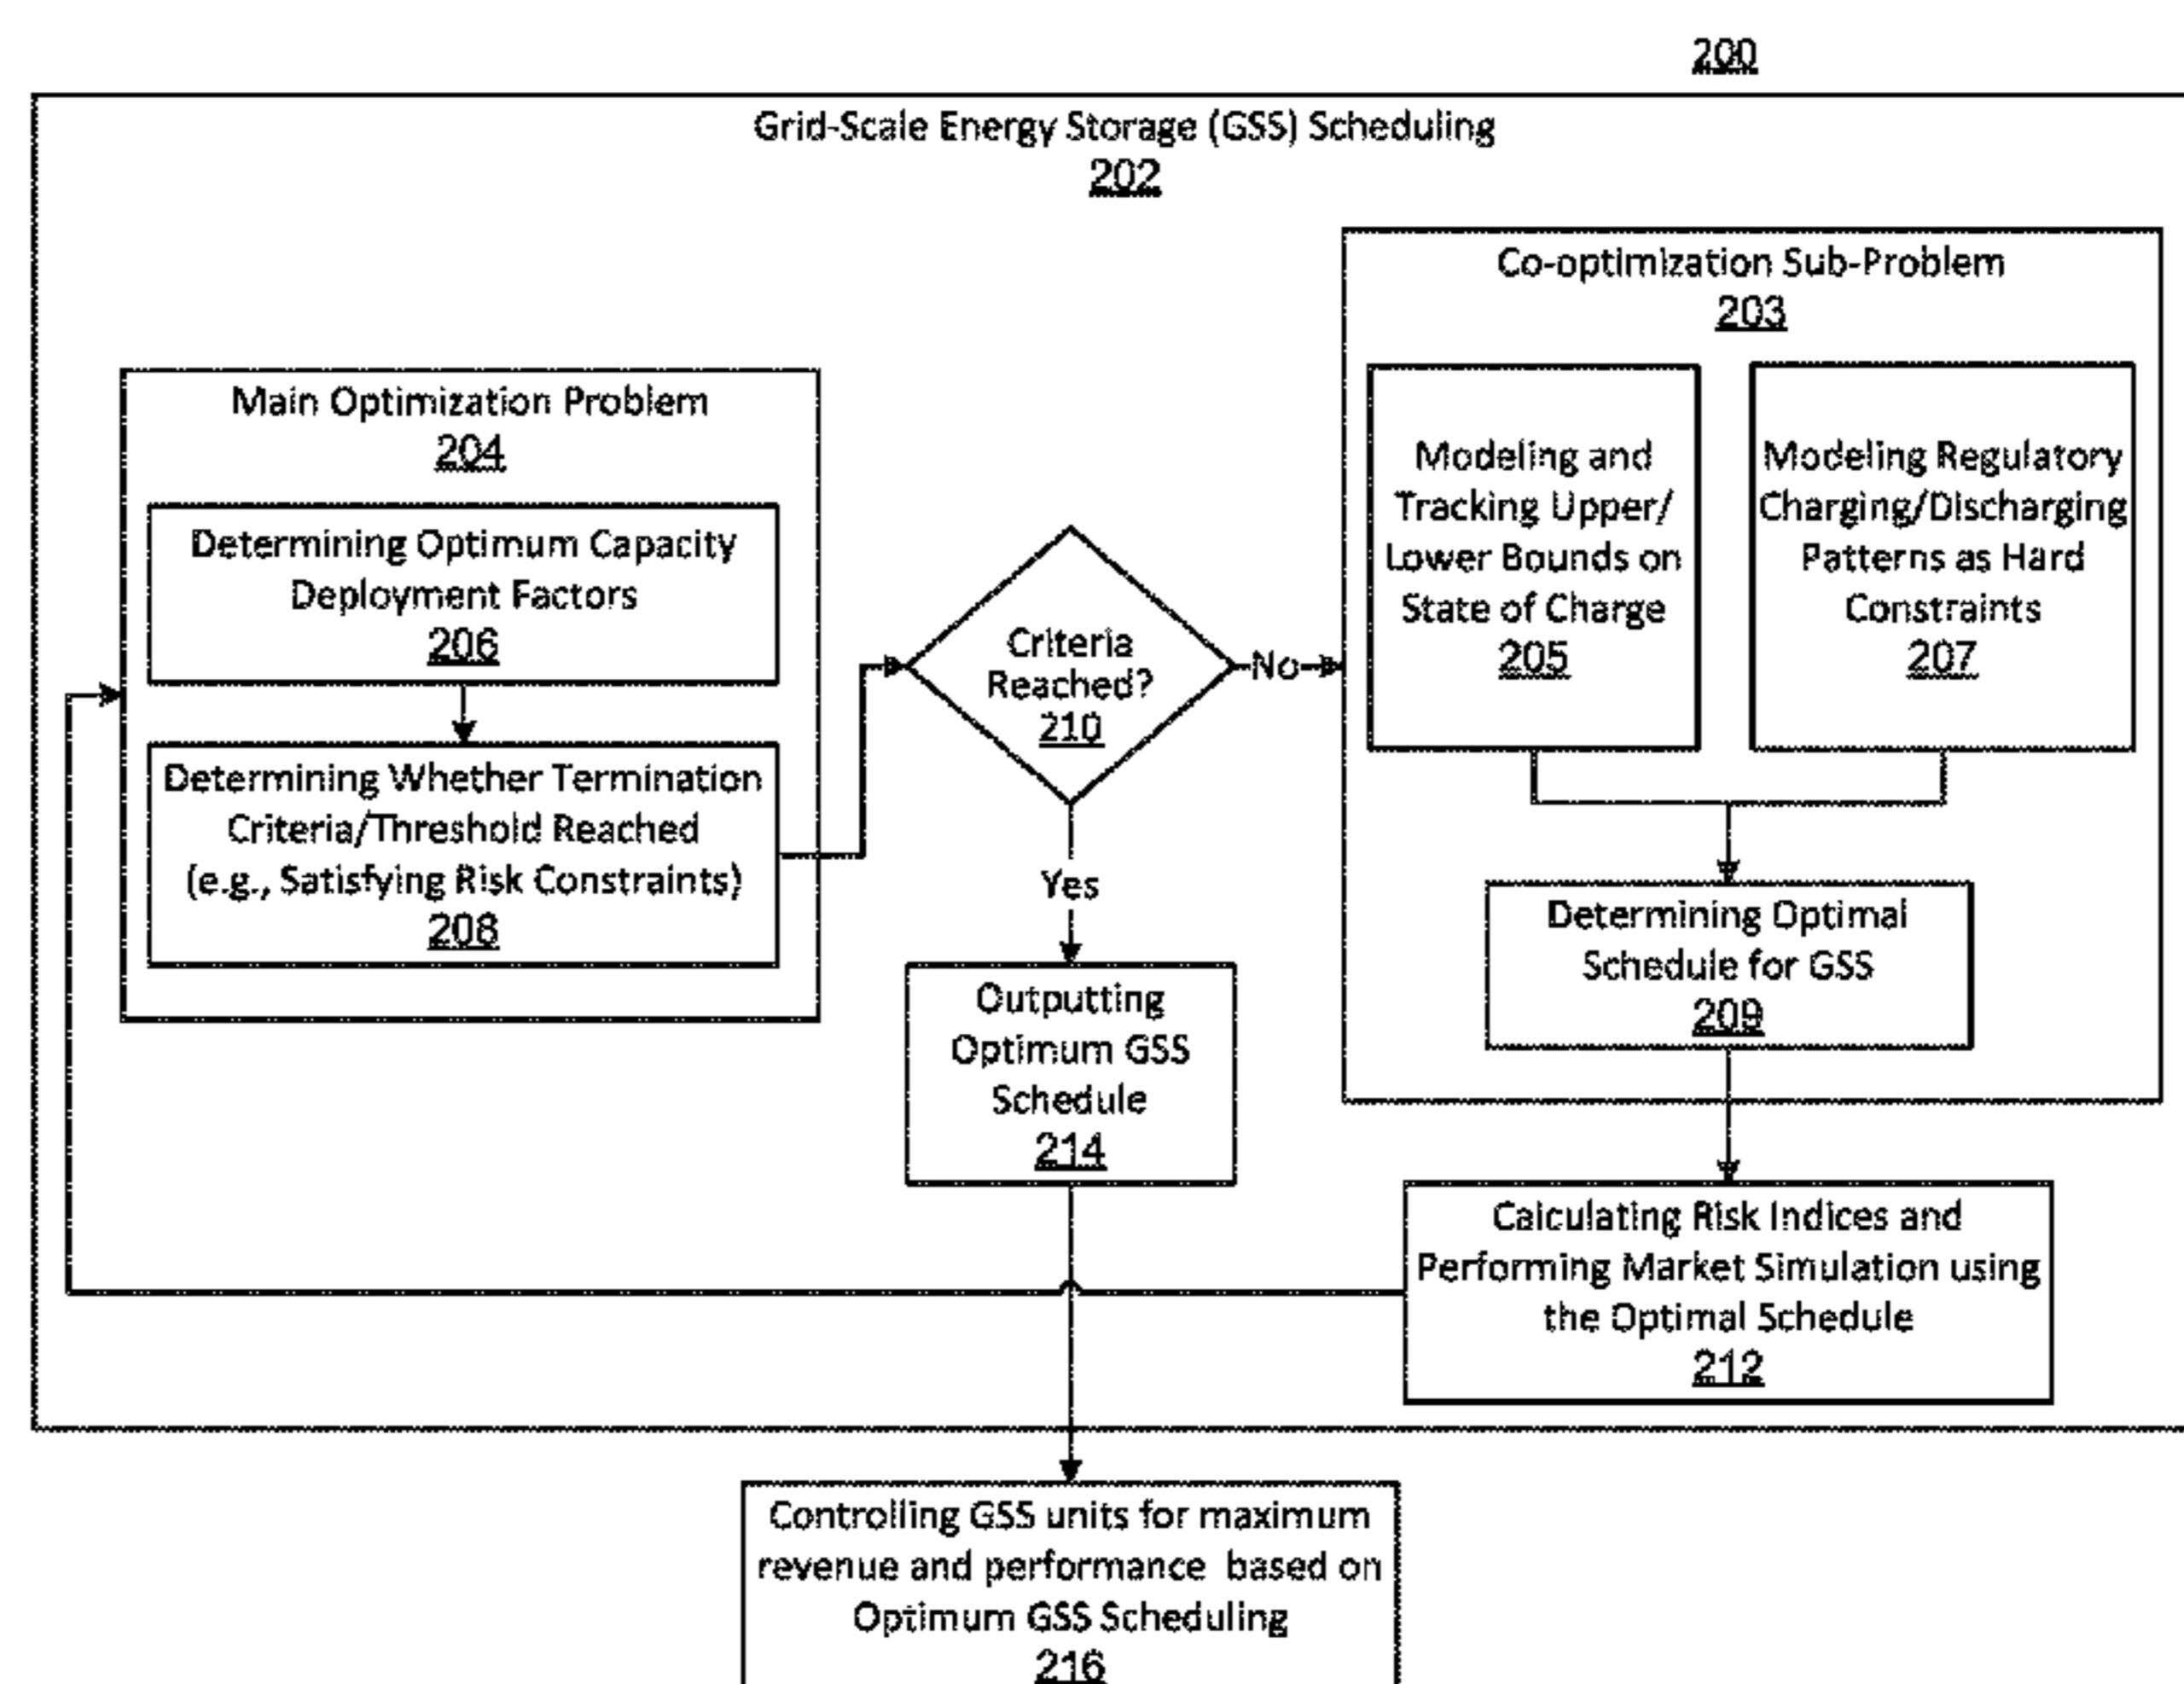 200
Grid-Scale Energy Storage (GSS) Scheduling
202
Main Optimization Problem
204
Determining Optimum Capacity
Deployment Factors
206
Determining Whether Termination
Criteria/Threshold Reached
(e.g., Satisfying Risk Constraints)
208
Criteria
Reached?
210
No
Yes
Co-optimization Sub-Problem
203
Modeling and
Tracking Upper/
Lower Bounds on
State of Charge
205
Modeling Regulatory
Charging/Discharging
Patterns as Hard
Constraints
207
Determining Optimal
Schedule for GSS
209
Outputting
Optimum GSS
Schedule
214
Calculating Risk Indices and
Performing Market Simulation using
the Optimal Schedule
212
Controlling GSS units for maximum
revenue and performance based on
Optimum GSS Scheduling
216